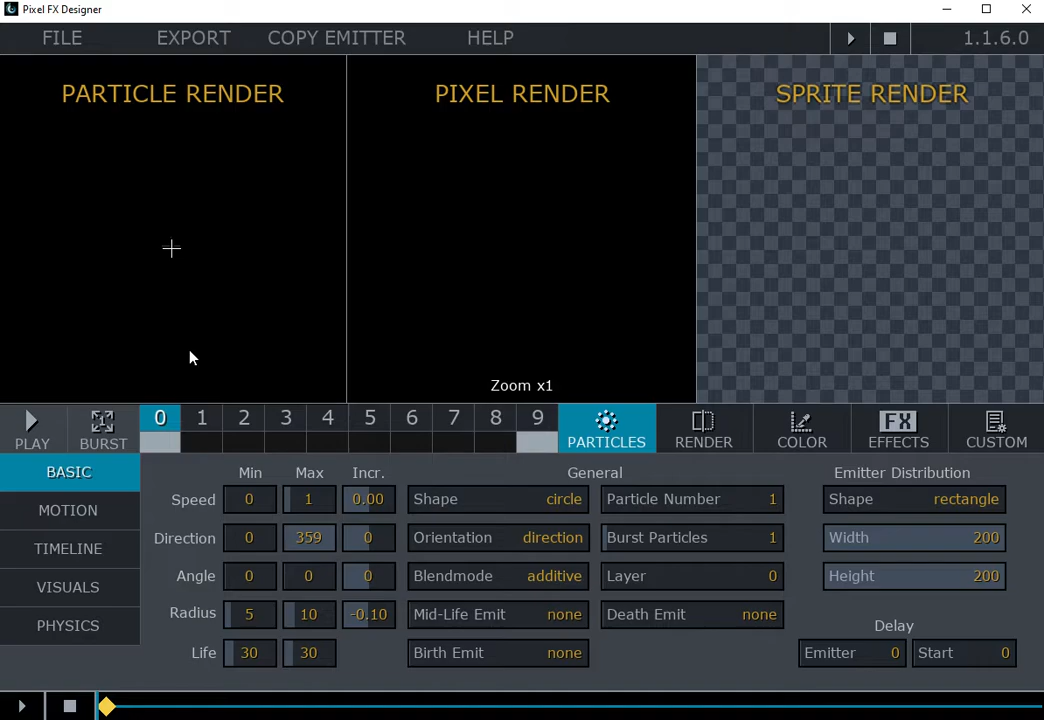 Pixel FX Designer
FILE EXPORT COPY EMITTER HELP 1.1.6.0
PARTICLE RENDER PIXEL RENDER SPRITE RENDER
Zoom x1
PLAY 1 BURST 0 1 2 3 4 5 6 7 8 9 PARTICLES RENDER COLOR FX EFFECTS CUSTOM
BASIC
MOTION
TIMELINE
VISUALS
PHYSICS
Min Max Incr.
Speed 0 1 0.00
Direction 0 359 0
Angle 0 0 0
Radius 5 10 -0.10
Life 30 30
General
Shape circle Particle Number 1
Orientation direction Burst Particles 1
Blendmode additive Layer 0
Mid-Life Emit none Death Emit none
Birth Emit none
Emitter Distribution
Shape rectangle
Width 200
Height 200
Delay
Emitter 0 Start 0